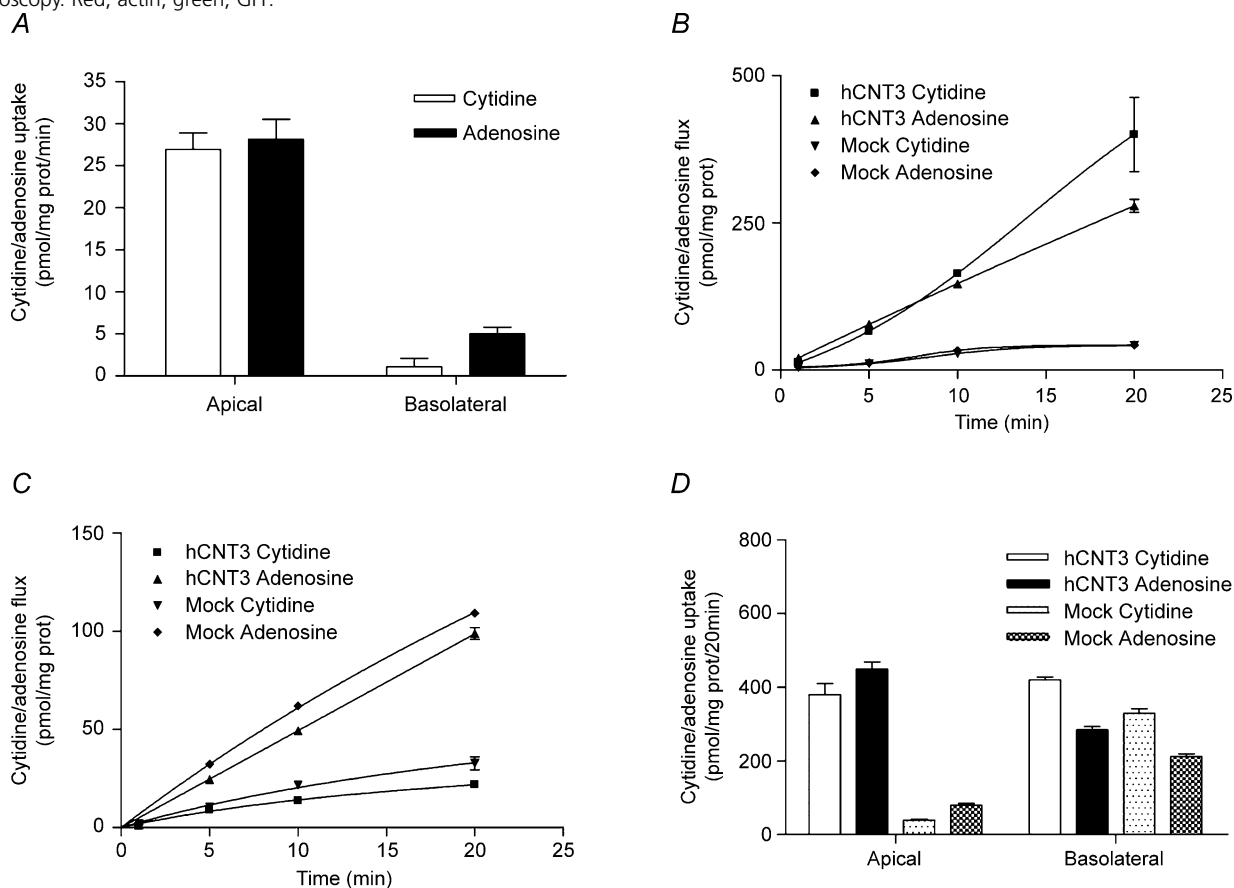 oscopy. Red, actin; green, GFP.
A
Cytidine/adenosine uptake
(pmol/mg prot/min)
35
30
25
20
15
10
5
0
Cytidine
Adenosine
Apical
Basolateral
B
Cytidine/adenosine flux
(pmol/mg prot)
500
250
0
hCNT3 Cytidine
hCNT3 Adenosine
Mock Cytidine
Mock Adenosine
0 5 10 15 20 25
Time (min)
C
Cytidine/adenosine flux
(pmol/mg prot)
150
100
50
0
hCNT3 Cytidine
hCNT3 Adenosine
Mock Cytidine
Mock Adenosine
0 5 10 15 20 25
Time (min)
D
Cytidine/adenosine uptake
(pmol/mg prot/20min)
800
600
400
200
0
hCNT3 Cytidine
hCNT3 Adenosine
Mock Cytidine
Mock Adenosine
Apical
Basolateral